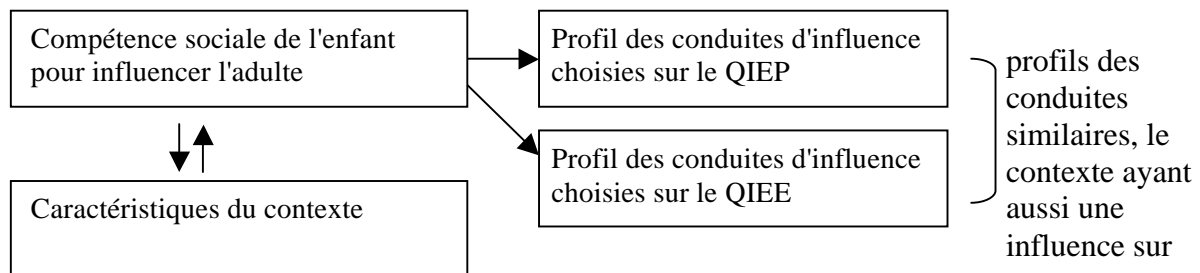 Compétence sociale de l'enfant
pour influencer l'adulte
Profil des conduites d'influence
choisies sur le QIEP
Profil des conduites d'influence
choisies sur le QIEE
Caractéristiques du contexte
profils des
conduites
similaires, le
contexte ayant
aussi une
influence sur